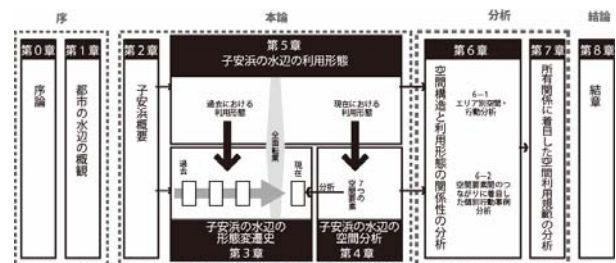 序
本論
分析
結論
第0章
序論
第1章
都市の水辺の概観
第2章
子安浜概要
第5章
子安浜の水辺の利用形態
過去における
利用形態
現在における
利用形態
全面転業
過去
現在
分析
7つの
空間要素
子安浜の水辺の
形態変遷史
第3章
子安浜の水辺の
空間分析
第4章
第6章
空間構造と利用形態の関係性の分析
6−1
エリア別空間・
行動分析
6−2
空間要素間のつ
ながりに着目し
た個別行動事例
分析
第7章
所有関係に着目した空間利用規範の分析
第8章
結章